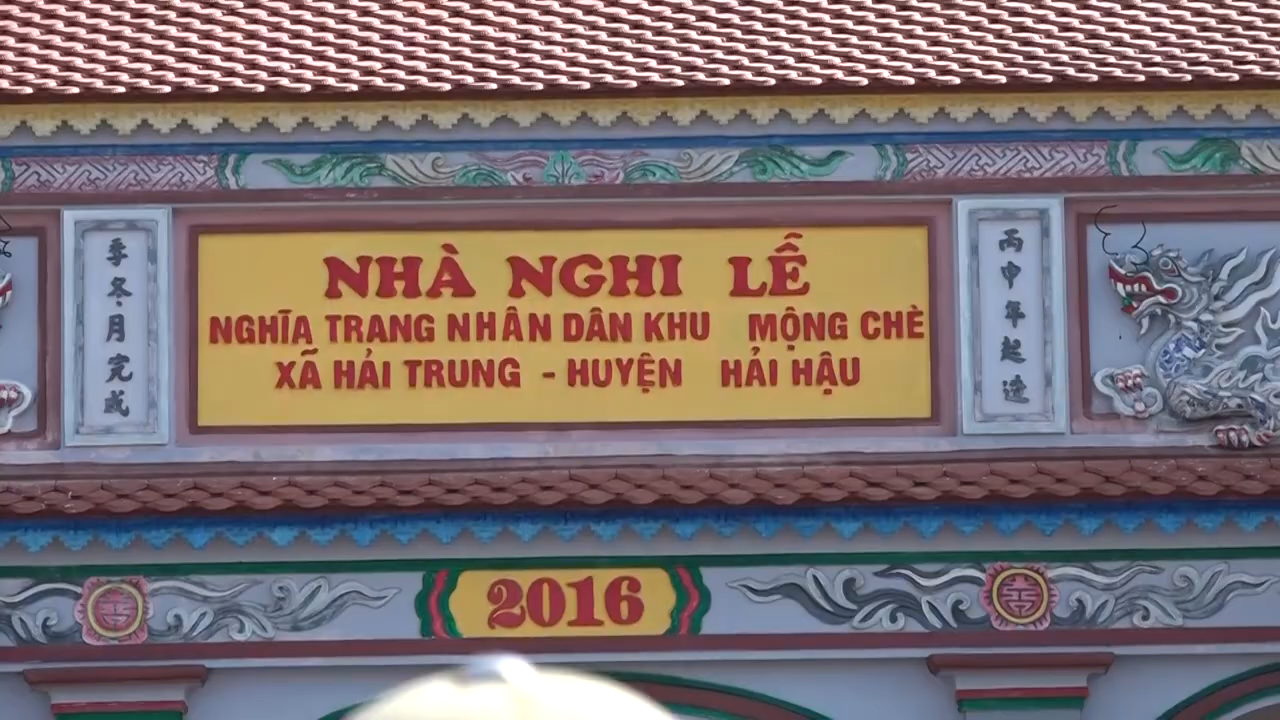 NHÀ NGHI LỄ
NGHĨA TRANG NHÂN DÂN KHU MỘNG CHÈ
XÃ HẢI TRUNG - HUYỆN HẢI HẬU
丙申年起造
季冬月完成
2016